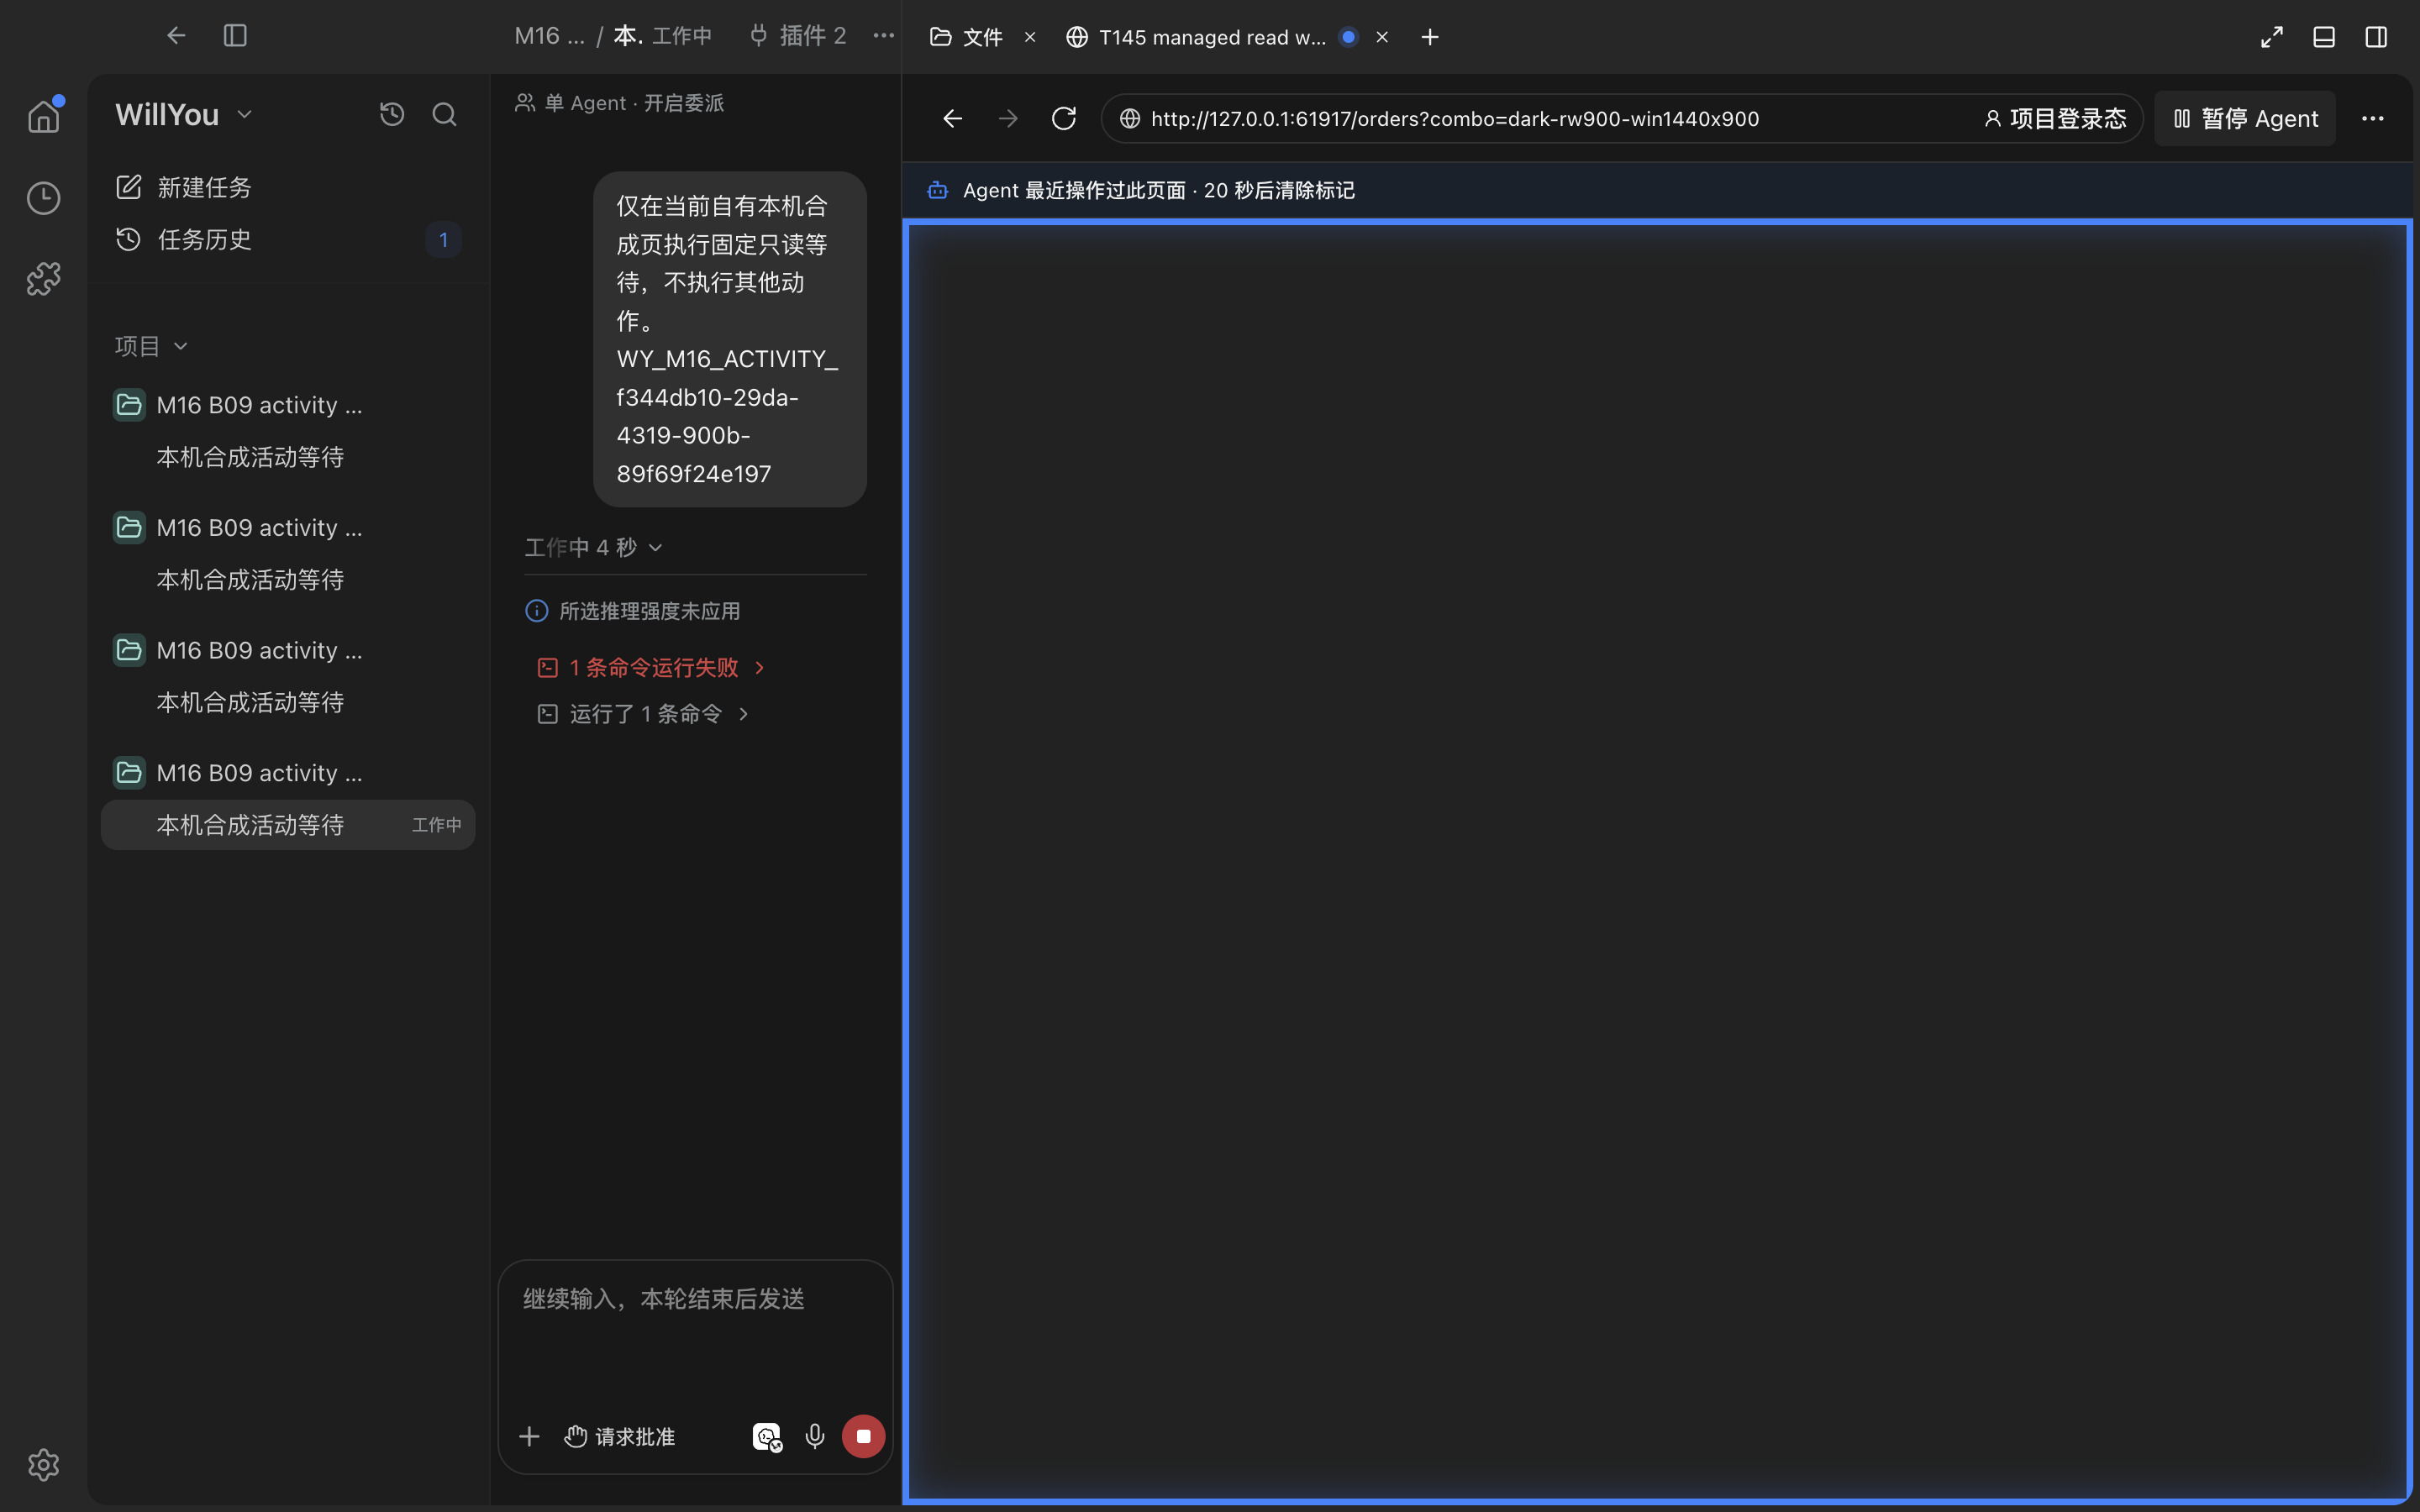 M16 ... / 本. 工作中 插件 2
文件
T145 managed read w...
WillYou
新建任务
任务历史 1
项目
M16 B09 activity ...
本机合成活动等待
M16 B09 activity ...
本机合成活动等待
M16 B09 activity ...
本机合成活动等待
M16 B09 activity ...
本机合成活动等待 工作中
单 Agent · 开启委派
仅在当前自有本机合
成页执行固定只读等
待，不执行其他动
作。
WY_M16_ACTIVITY_
f344db10-29da-
4319-900b-
89f69f24e197
工作中 4 秒
所选推理强度未应用
1 条命令运行失败
运行了 1 条命令
继续输入，本轮结束后发送
请求批准
http://127.0.0.1:61917/orders?combo=dark-rw900-win1440x900
项目登录态
暂停 Agent
Agent 最近操作过此页面 · 20 秒后清除标记